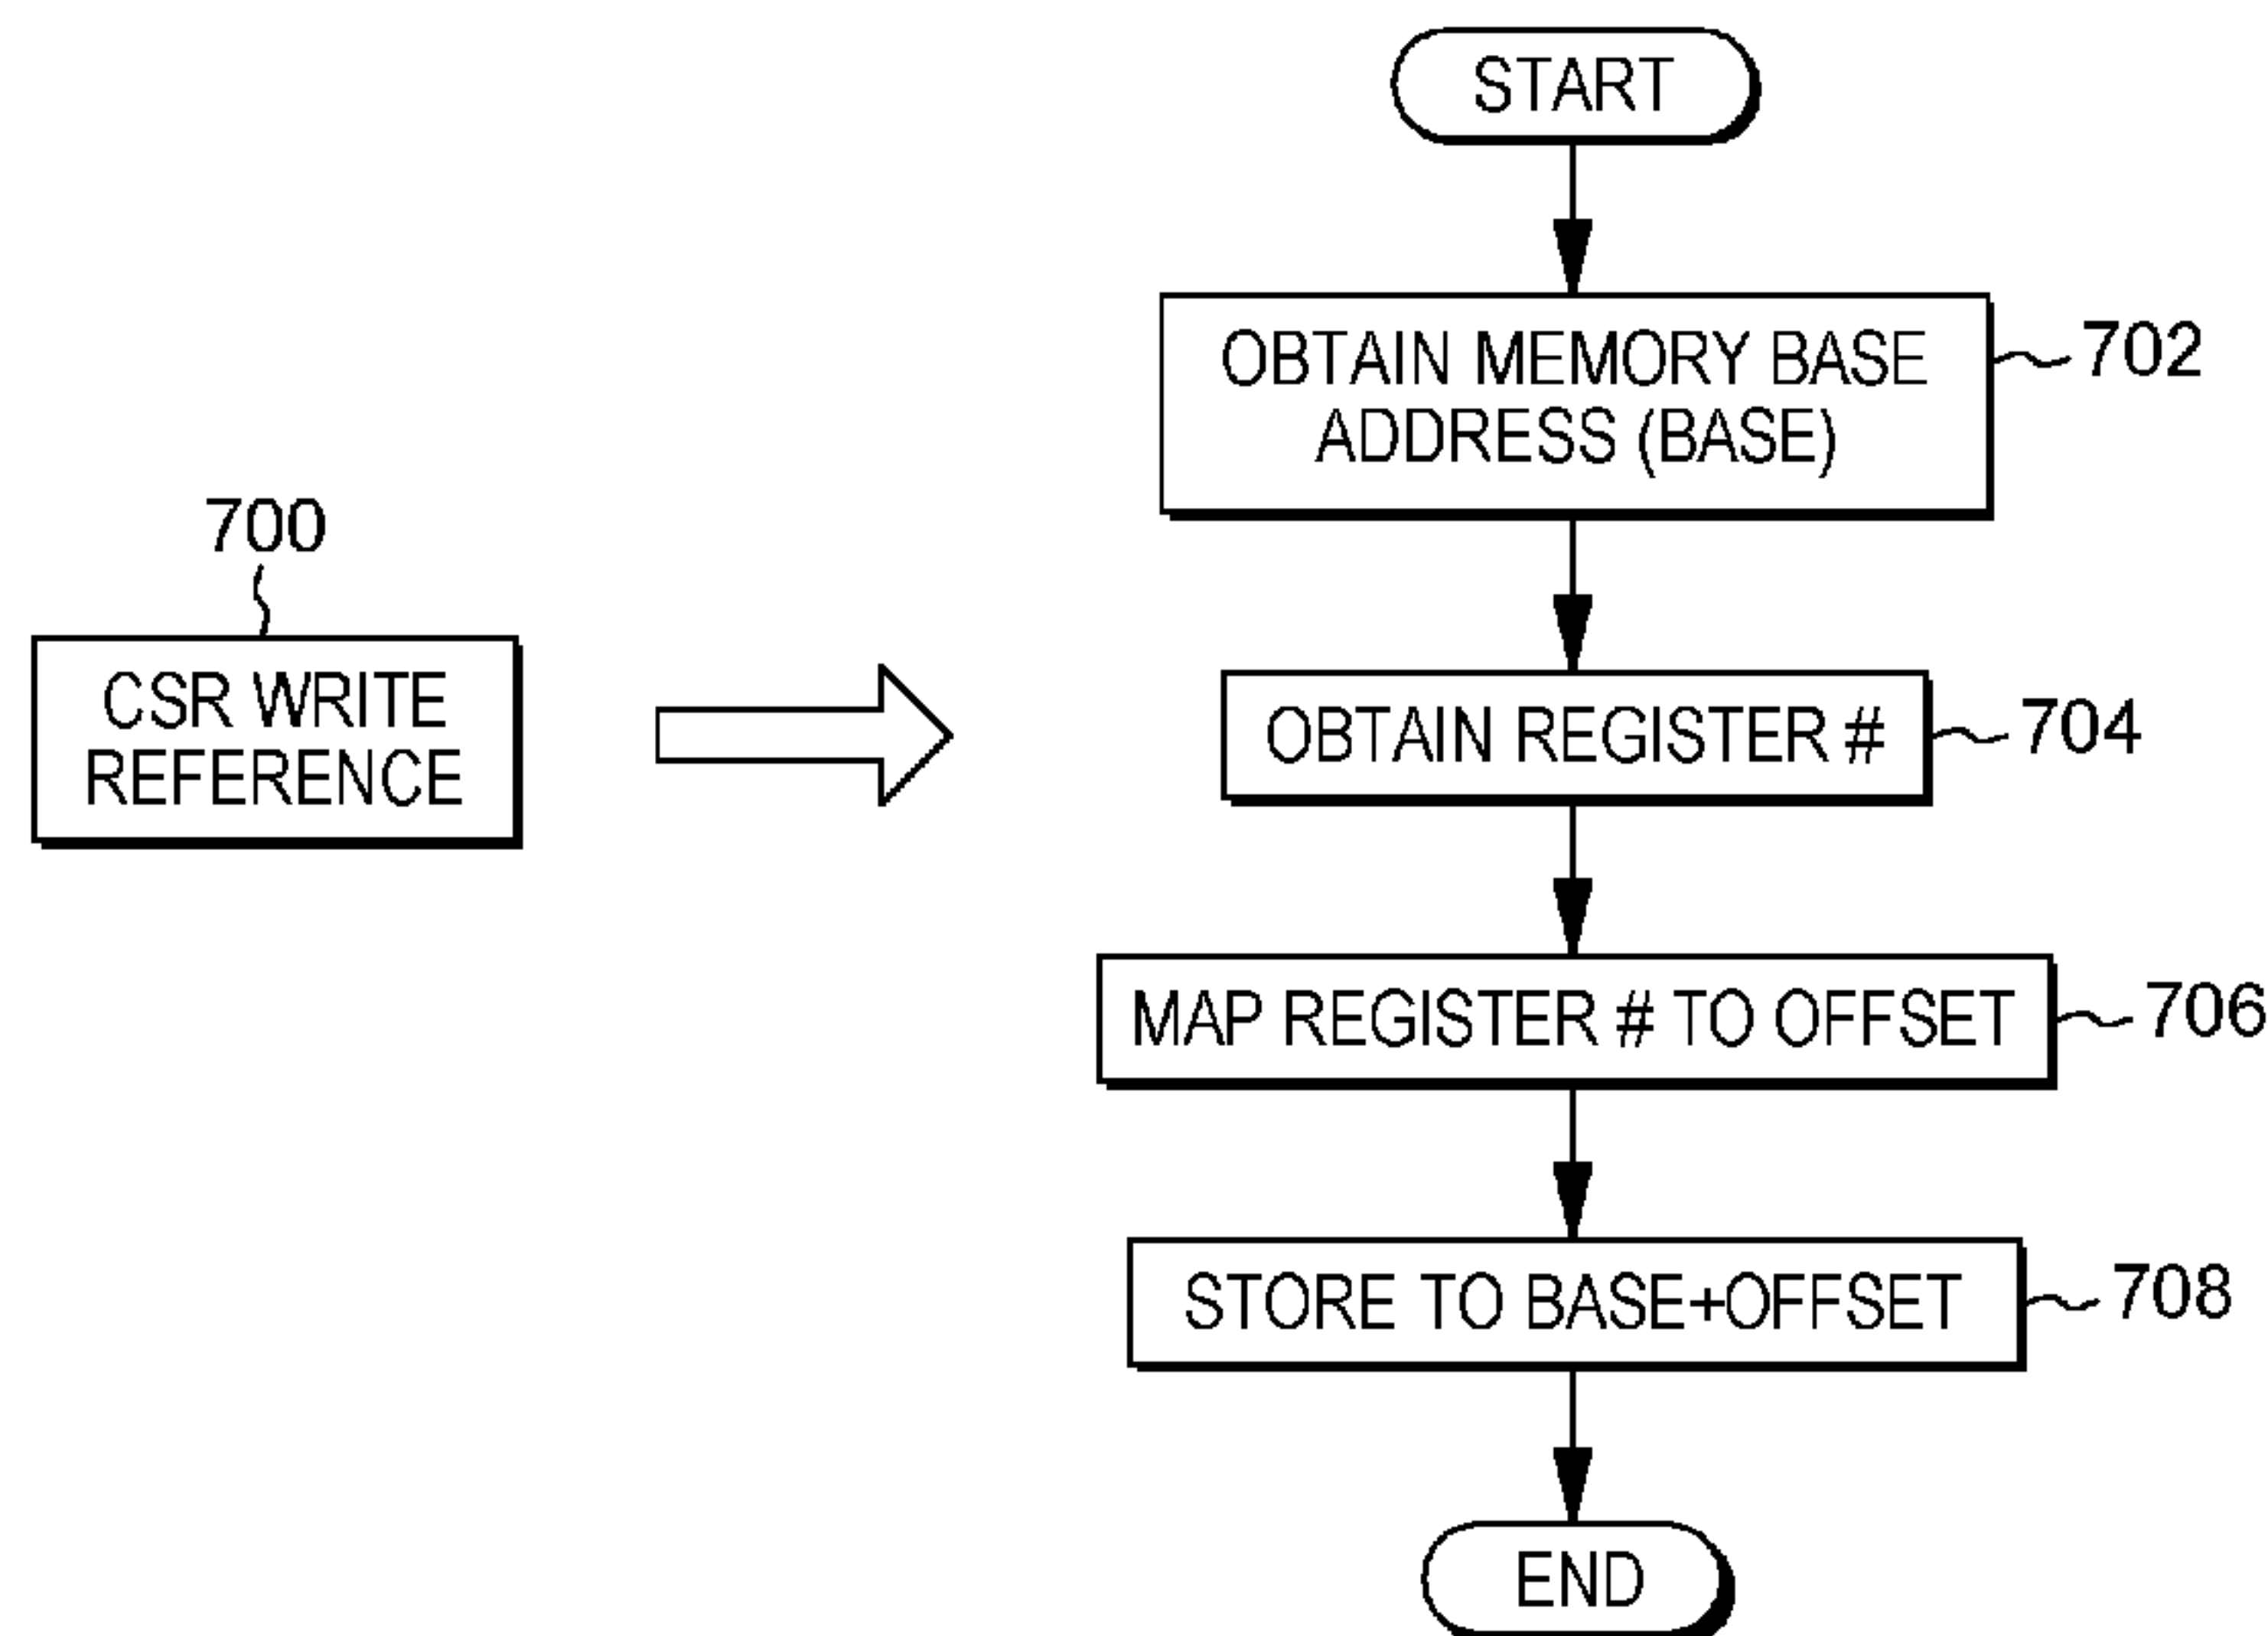 700
CSR WRITE
REFERENCE
START
OBTAIN MEMORY BASE
ADDRESS (BASE)
702
OBTAIN REGISTER #
704
MAP REGISTER # TO OFFSET
706
STORE TO BASE+OFFSET
708
END